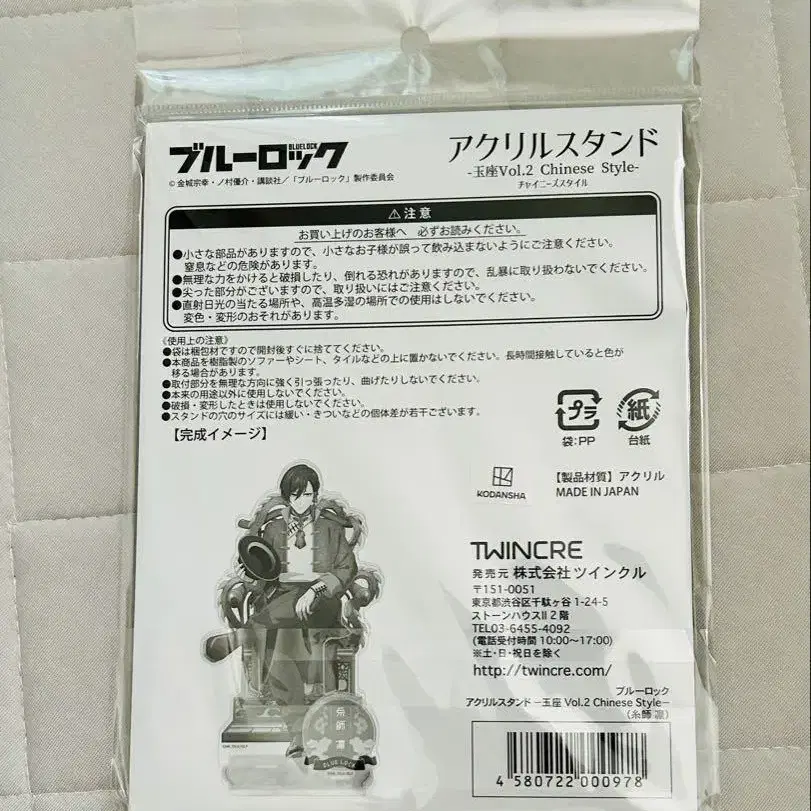 ブルーロック
BLUELOCK
© 金城宗幸・ノ村優介・講談社／「ブルーロック」製作委員会
アクリルスタンド
-玉座Vol.2 Chinese Style-
チャイニーズスタイル
⚠注意
お買い上げのお客様へ 必ずお読みください。
●小さな部品がありますので、小さなお子様が誤って飲み込まないようにご注意ください。
窒息などの危険があります。
●無理な力をかけると破損したり、倒れる恐れがありますので、乱暴に取り扱わないでください。
●尖った部分がございますので、取り扱いにはご注意ください。
●直射日光の当たる場所や、高温多湿の場所での使用はしないでください。
変色・変形のおそれがあります。
《使用上の注意》
●袋は梱包材ですので開封後すぐに捨ててください。
●本商品を樹脂製のソファーやシート、タイルなどの上に置かないでください。長時間接触していると色が
移る場合があります。
●取付部分を無理な方向に強く引っ張ったり、曲げたりしないでください。
●本来の用途以外に使用しないでください。
●破損・変形したときは使用しないでください。
●スタンドの穴のサイズには緩い・きついなどの個体差が若干ございます。
【完成イメージ】
プラ
袋:PP
紙
台紙
KODANSHA
【製品材質】アクリル
MADE IN JAPAN
TWINCRE
発売元 株式会社ツインクル
〒151-0051
東京都渋谷区千駄ヶ谷 1-24-5
ストーンハウスⅡ 2 階
TEL03-6455-4092
(電話受付時間 10:00〜17:00)
※土・日・祝日を除く
http://twincre.com/
糸師 凛
BLUE LOCK
ブルーロック
アクリルスタンド −玉座 Vol.2 Chinese Style−
（糸師 凛）
4 580722 000978